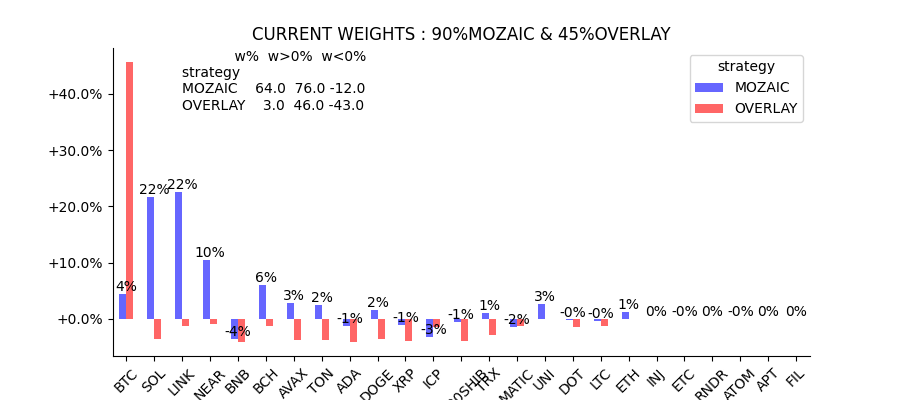 CURRENT WEIGHTS : 90%MOZAIC & 45%OVERLAY
w% w>0% w<0%
strategy
MOZAIC 64.0 76.0 -12.0
OVERLAY 3.0 46.0 -43.0
strategy
MOZAIC
OVERLAY
+40.0%
+30.0%
+20.0%
+10.0%
+0.0%
4% 22% 22% 10% -4% 6% 3% 2% -1% 2% -1% -3% -1% 1% -2% 3% -0% -0% 1% 0% -0% 0% -0% 0% 0%
BTC SOL LINK NEAR BNB BCH AVAX TON ADA DOGE XRP ICP TRX MATIC UNI DOT LTC ETH INJ ETC RNDR ATOM APT FIL